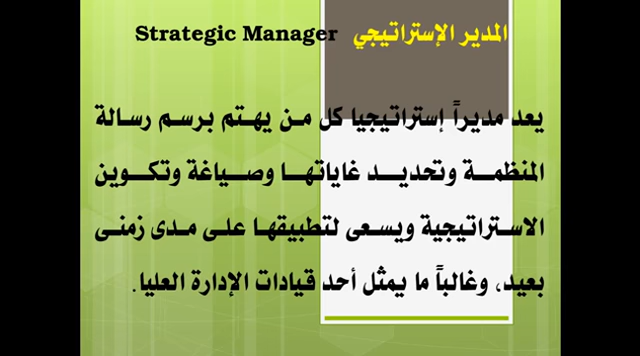 المدير الإستراتيجي Strategic Manager
يعد مديراً إستراتيجيا كل من يهتم برسم رسالة
المنظمة وتحديد غاياتها وصياغة وتكوين
الاستراتيجية ويسعى لتطبيقها على مدى زمنى
بعيد، وغالباً ما يمثل أحد قيادات الإدارة العليا.